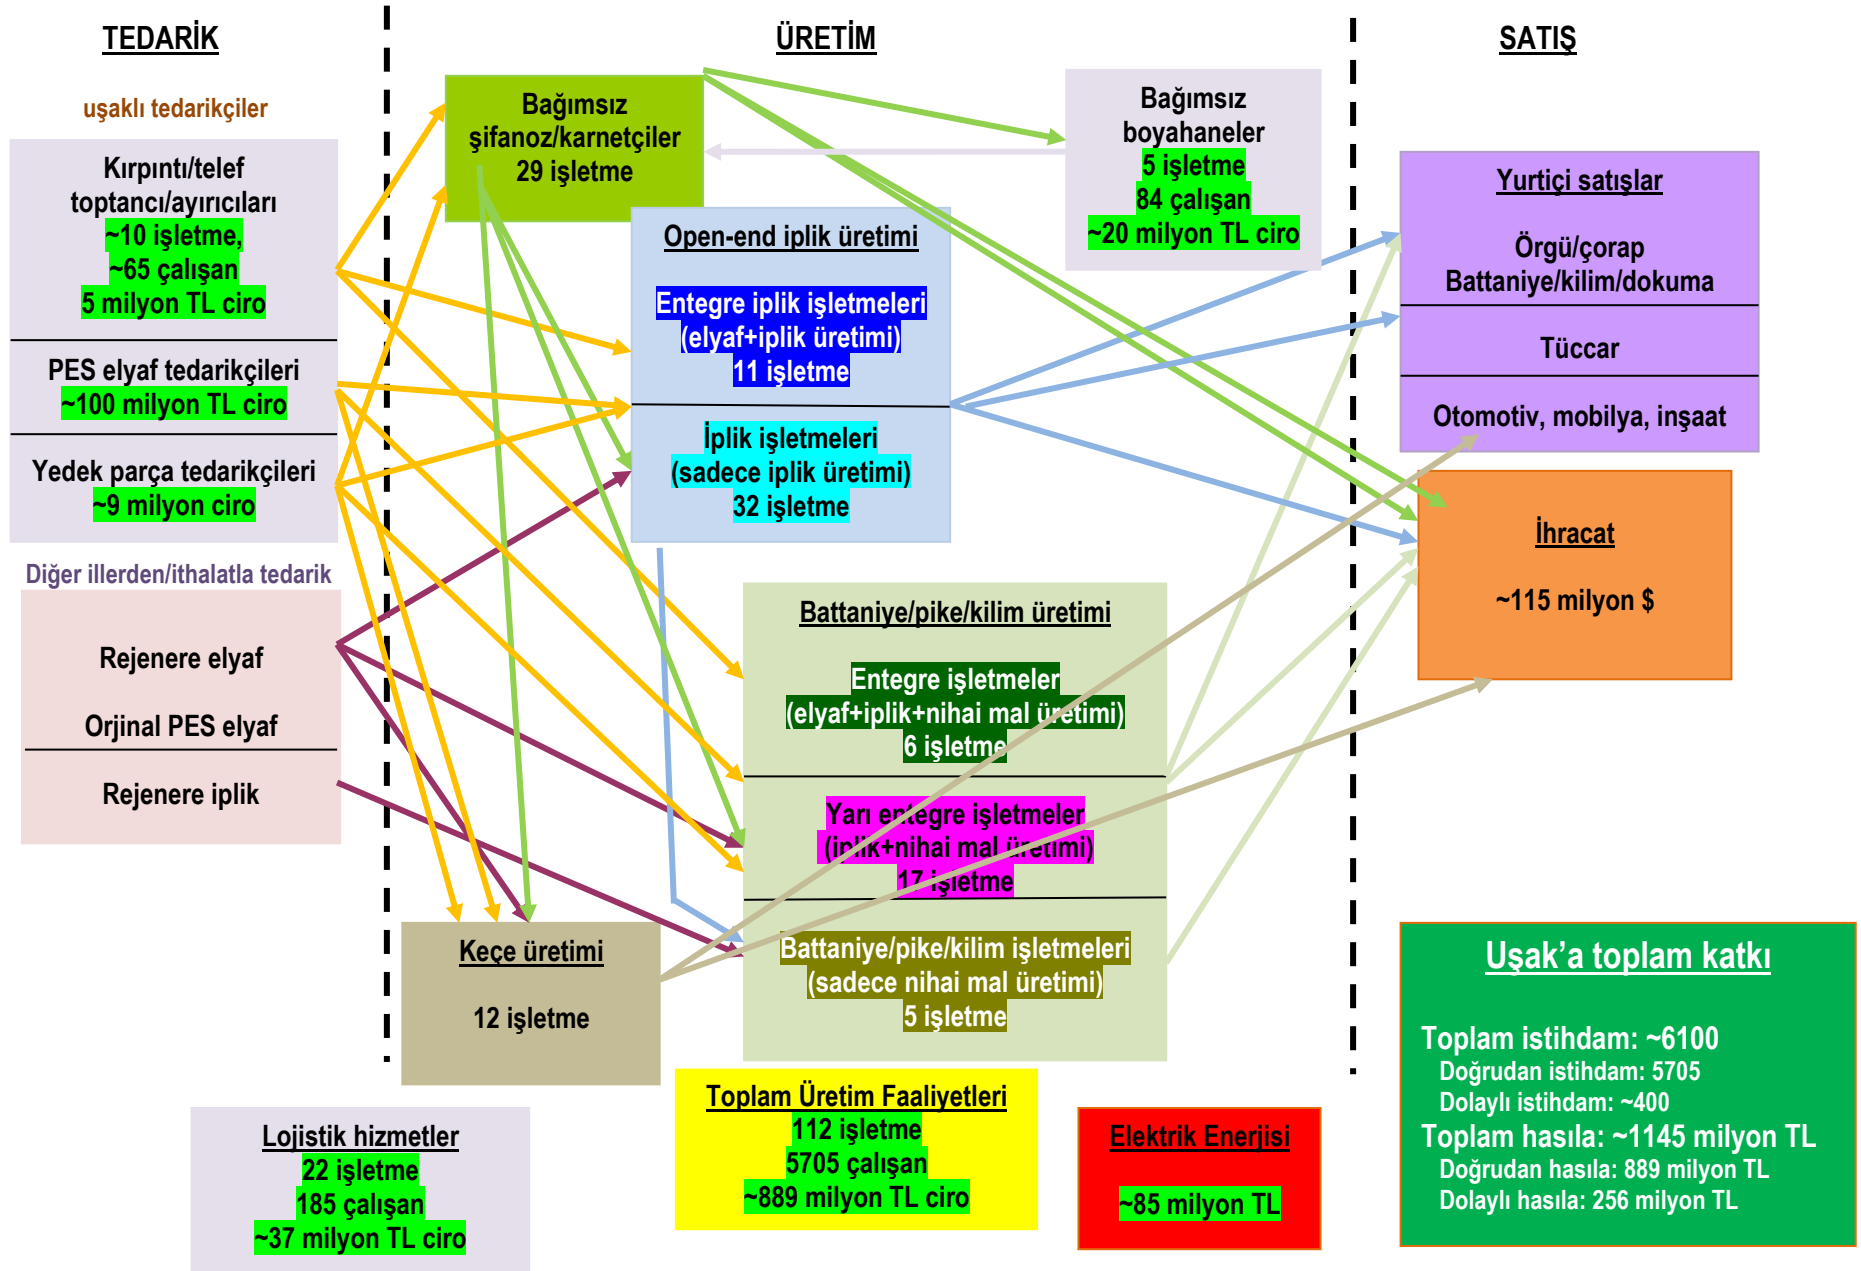 TEDARİK
ÜRETİM
SATIŞ
uşaklı tedarikçiler
Kırpıntı/telef
toptancı/ayırıcıları
~10 işletme,
~65 çalışan
5 milyon TL ciro
PES elyaf tedarikçileri
~100 milyon TL ciro
Yedek parça tedarikçileri
~9 milyon ciro
Diğer illerden/ithalatla tedarik
Rejenere elyaf
Orjinal PES elyaf
Rejenere iplik
Bağımsız
şifanoz/karnetçiler
29 işletme
Bağımsız
boyahaneler
5 işletme
84 çalışan
~20 milyon TL ciro
Open-end iplik üretimi
Entegre iplik işletmeleri
(elyaf+iplik üretimi)
11 işletme
İplik işletmeleri
(sadece iplik üretimi)
32 işletme
Battaniye/pike/kilim üretimi
Entegre işletmeler
(elyaf+iplik+nihai mal üretimi)
6 işletme
Yarı entegre işletmeler
(iplik+nihai mal üretimi)
17 işletme
Battaniye/pike/kilim işletmeleri
(sadece nihai mal üretimi)
5 işletme
Keçe üretimi
12 işletme
Yurtiçi satışlar
Örgü/çorap
Battaniye/kilim/dokuma
Tüccar
Otomotiv, mobilya, inşaat
İhracat
~115 milyon $
Lojistik hizmetler
22 işletme
185 çalışan
~37 milyon TL ciro
Toplam Üretim Faaliyetleri
112 işletme
5705 çalışan
~889 milyon TL ciro
Elektrik Enerjisi
~85 milyon TL
Uşak’a toplam katkı
Toplam istihdam: ~6100
Doğrudan istihdam: 5705
Dolaylı istihdam: ~400
Toplam hasıla: ~1145 milyon TL
Doğrudan hasıla: 889 milyon TL
Dolaylı hasıla: 256 milyon TL